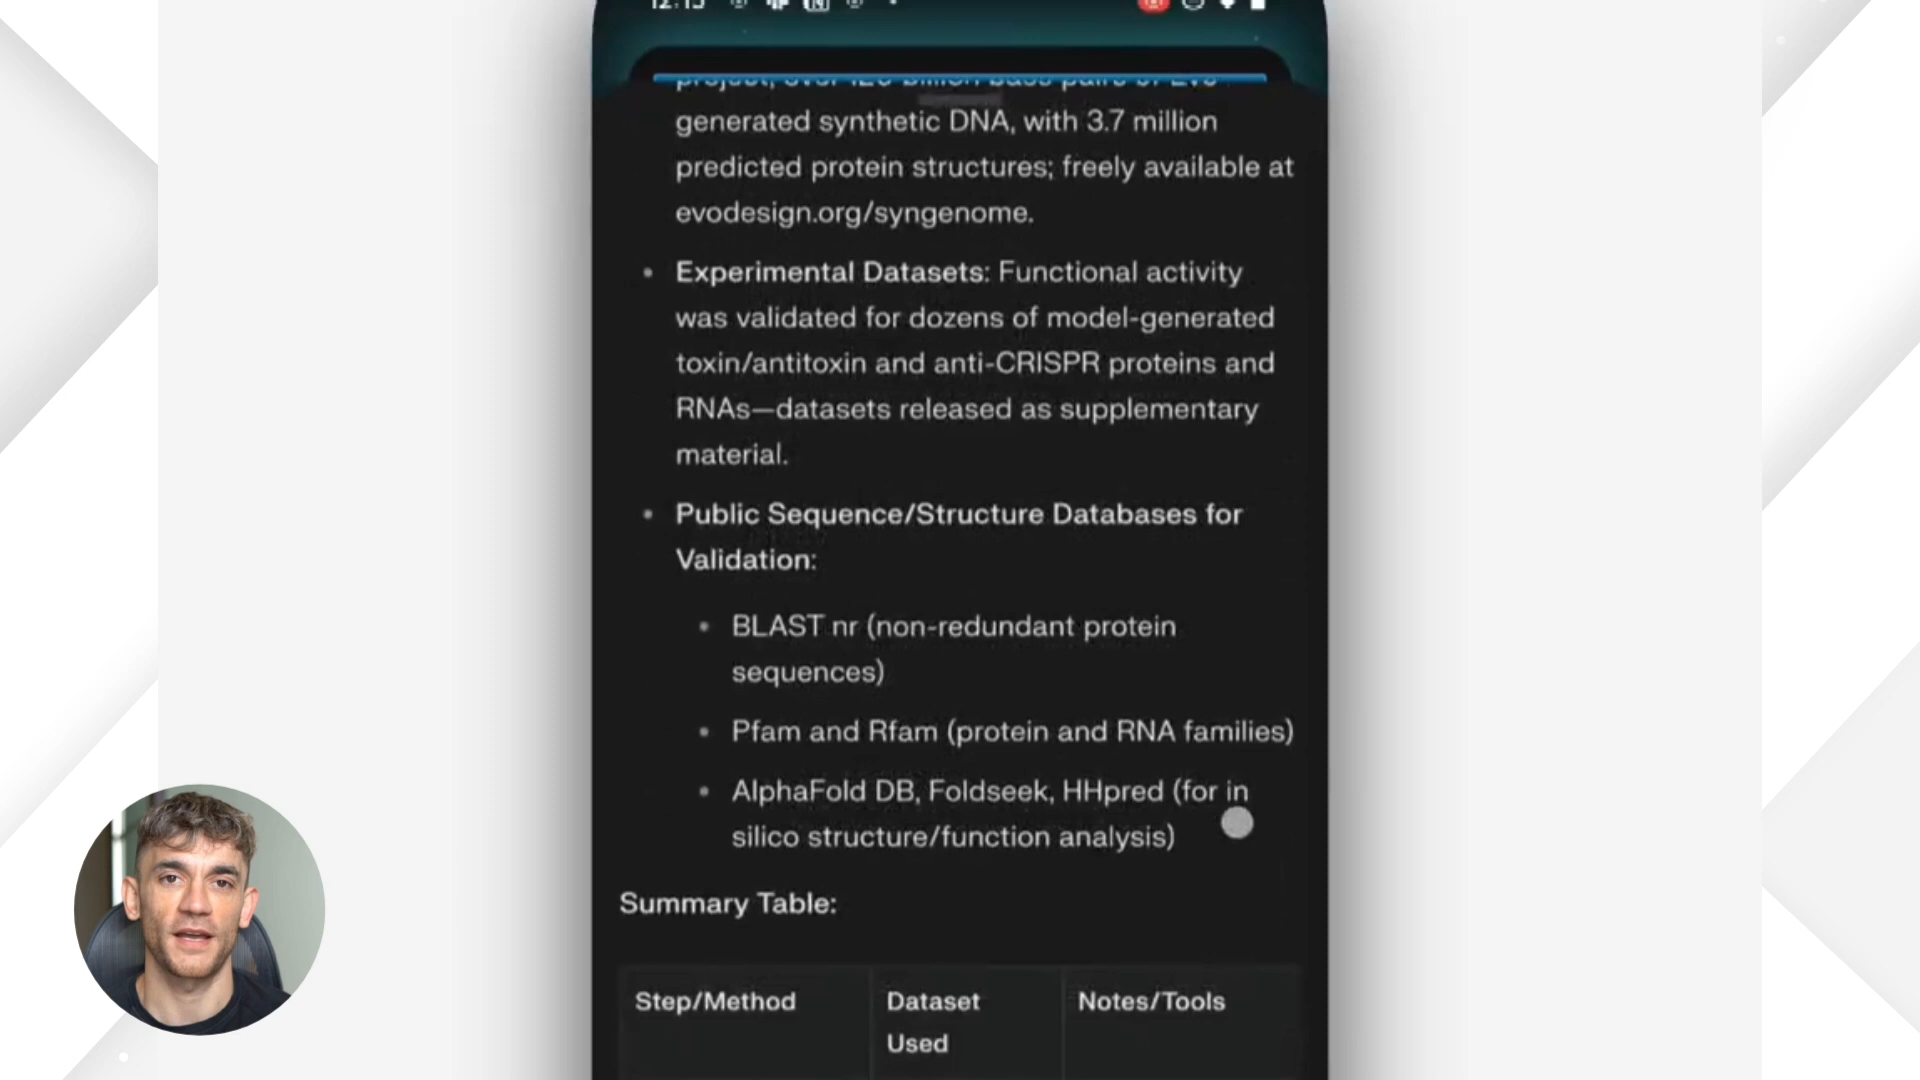 12:15
project, over 120 billion base pairs of Evo-
generated synthetic DNA, with 3.7 million
predicted protein structures; freely available at
evodesign.org/syngenome.
Experimental Datasets: Functional activity
was validated for dozens of model-generated
toxin/antitoxin and anti-CRISPR proteins and
RNAs—datasets released as supplementary
material.
Public Sequence/Structure Databases for
Validation:
BLAST nr (non-redundant protein
sequences)
Pfam and Rfam (protein and RNA families)
AlphaFold DB, Foldseek, HHpred (for in
silico structure/function analysis)
Summary Table:
Step/Method
Dataset
Used
Notes/Tools